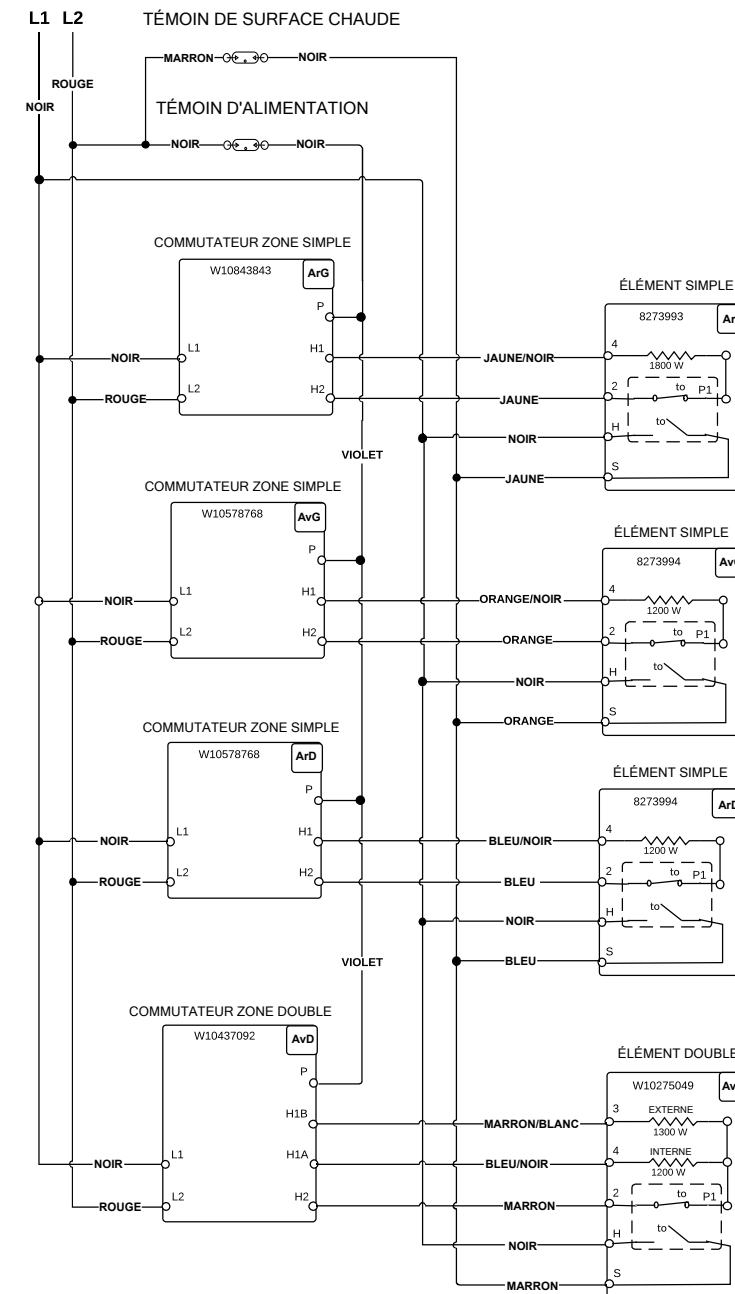 L1 L2
TÉMOIN DE SURFACE CHAUDE
MARRON
NOIR
ROUGE
NOIR
TÉMOIN D'ALIMENTATION
NOIR
NOIR
COMMUTATEUR ZONE SIMPLE
W10843843
ArG
P
L1
H1
NOIR
L2
H2
ROUGE
ÉLÉMENT SIMPLE
8273993
4
1800 W
JAUNE/NOIR
2
to
P1
JAUNE
H
to
NOIR
S
JAUNE
VIOLET
COMMUTATEUR ZONE SIMPLE
W10578768
AvG
P
L1
H1
NOIR
L2
H2
ROUGE
ÉLÉMENT SIMPLE
8273994
4
1200 W
ORANGE/NOIR
2
to
P1
ORANGE
H
to
NOIR
S
ORANGE
COMMUTATEUR ZONE SIMPLE
W10578768
ArD
P
L1
H1
NOIR
L2
H2
ROUGE
ÉLÉMENT SIMPLE
8273994
4
1200 W
BLEU/NOIR
2
to
P1
BLEU
H
to
NOIR
S
BLEU
VIOLET
COMMUTATEUR ZONE DOUBLE
W10437092
AvD
P
H1B
L1
H1A
NOIR
L2
H2
ROUGE
ÉLÉMENT DOUBLE
W10275049
3
EXTERNE
1300 W
MARRON/BLANC
4
INTERNE
1200 W
BLEU/NOIR
2
to
P1
MARRON
H
to
NOIR
S
MARRON